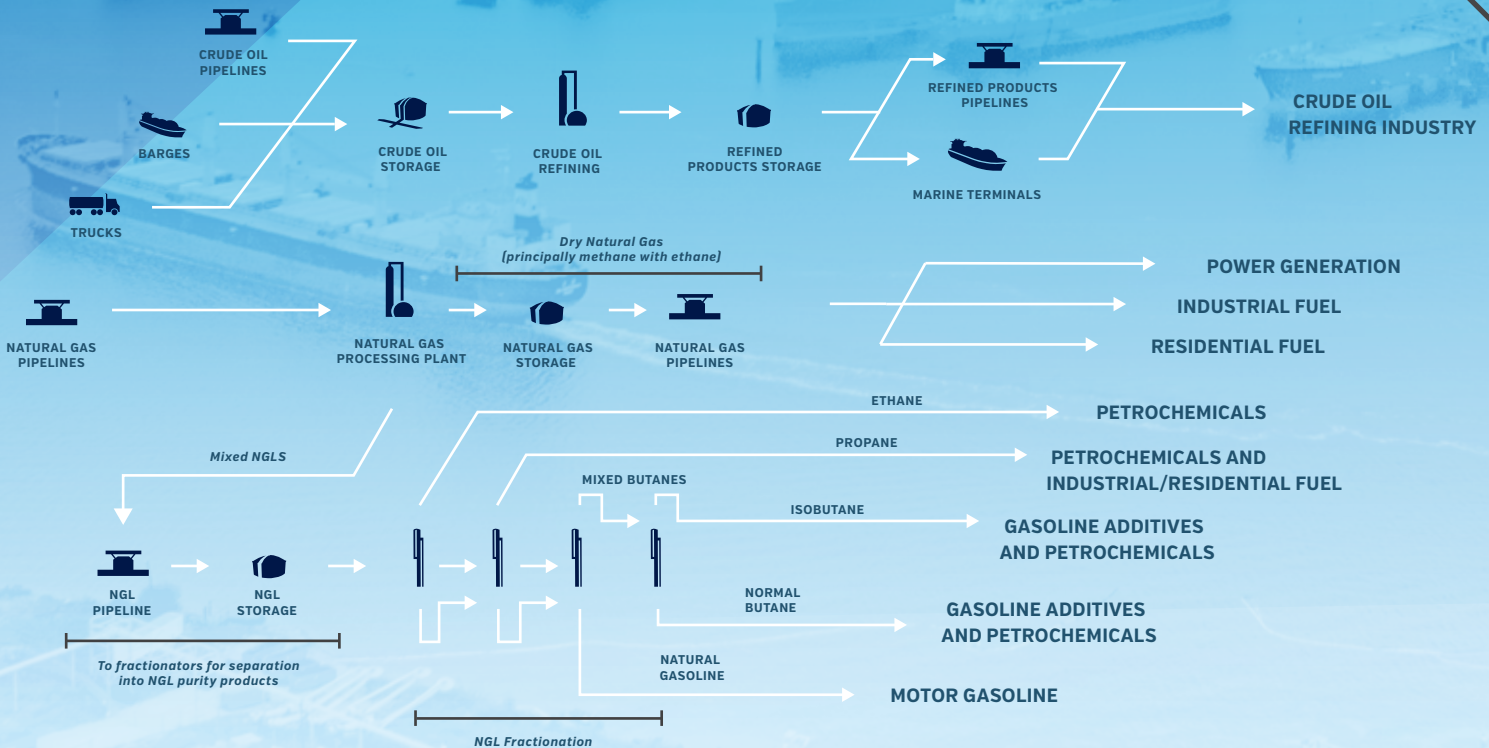 CRUDE OIL
PIPELINES
BARGES
TRUCKS
CRUDE OIL
STORAGE
CRUDE OIL
REFINING
REFINED
PRODUCTS STORAGE
REFINED PRODUCTS
PIPELINES
MARINE TERMINALS
CRUDE OIL
REFINING INDUSTRY
Dry Natural Gas
(principally methane with ethane)
NATURAL GAS
PIPELINES
NATURAL GAS
PROCESSING PLANT
NATURAL GAS
STORAGE
NATURAL GAS
PIPELINES
POWER GENERATION
INDUSTRIAL FUEL
RESIDENTIAL FUEL
Mixed NGLS
ETHANE
PETROCHEMICALS
PROPANE
PETROCHEMICALS AND
INDUSTRIAL/RESIDENTIAL FUEL
MIXED BUTANES
ISOBUTANE
GASOLINE ADDITIVES
AND PETROCHEMICALS
NGL
PIPELINE
NGL
STORAGE
NORMAL
BUTANE
GASOLINE ADDITIVES
AND PETROCHEMICALS
To fractionators for separation
into NGL purity products
NATURAL
GASOLINE
MOTOR GASOLINE
NGL Fractionation